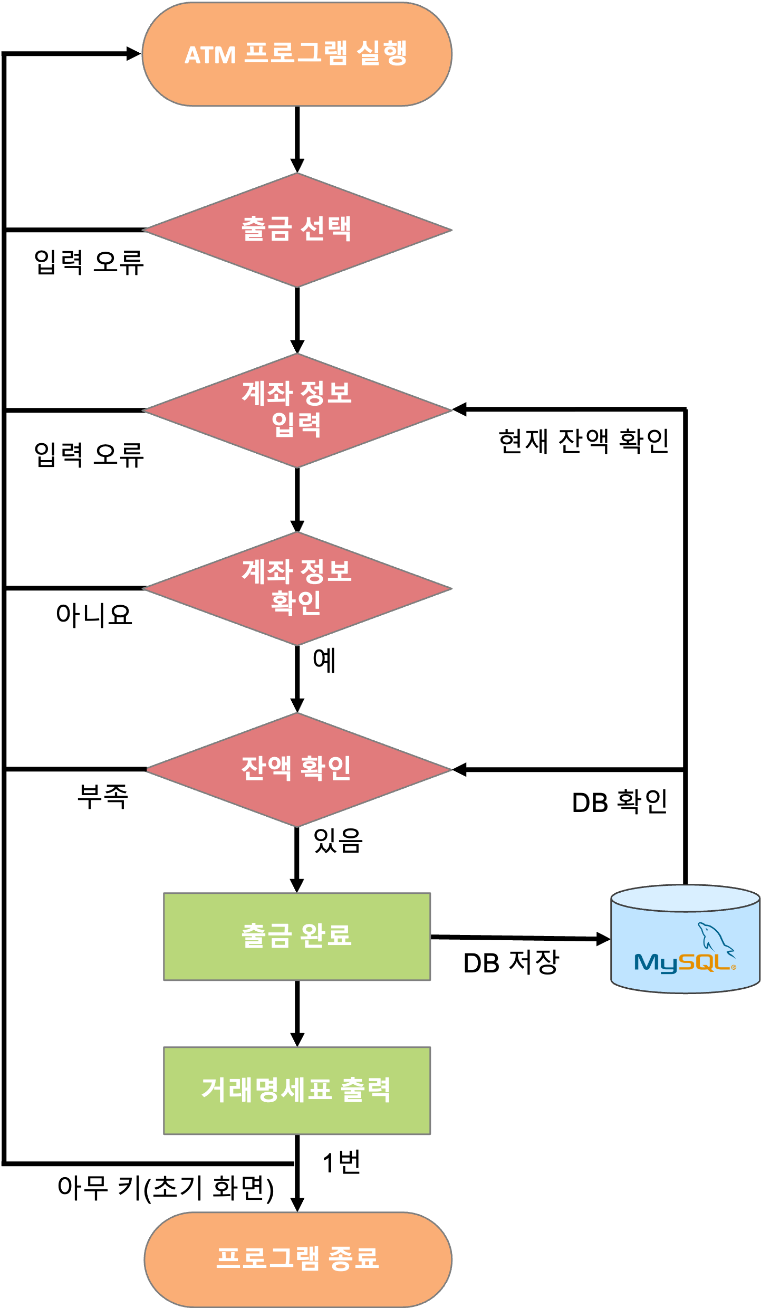 ATM 프로그램 실행
출금 선택
입력 오류
계좌 정보
입력
입력 오류
현재 잔액 확인
계좌 정보
확인
아니요
예
잔액 확인
부족
DB 확인
있음
출금 완료
DB 저장
MySQL®
거래명세표 출력
1번
아무 키(초기 화면)
프로그램 종료